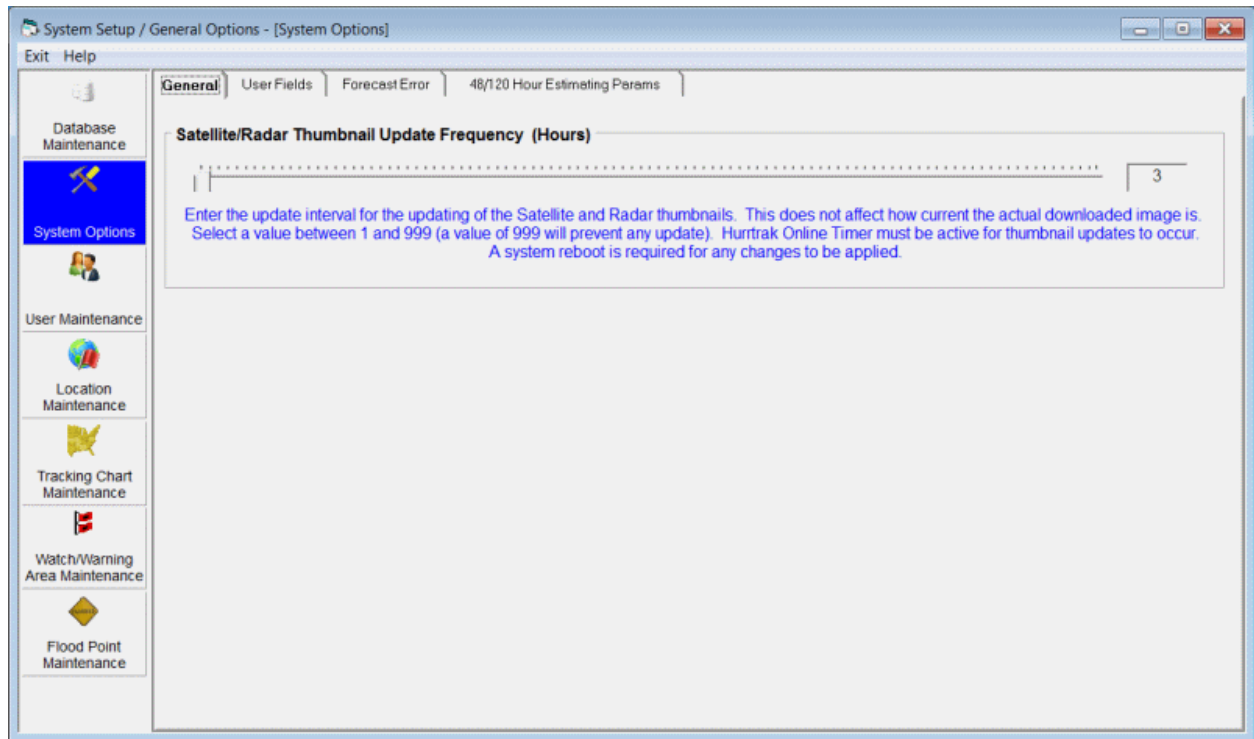 System Setup / General Options - [System Options]
Exit Help
General
User Fields
Forecast Error
48/120 Hour Estimating Params
Database
Maintenance
System Options
User Maintenance
Location
Maintenance
Tracking Chart
Maintenance
Watch/Warning
Area Maintenance
Flood Point
Maintenance
Satellite/Radar Thumbnail Update Frequency (Hours)
3
Enter the update interval for the updating of the Satellite and Radar thumbnails. This does not affect how current the actual downloaded image is.
Select a value between 1 and 999 (a value of 999 will prevent any update). Hurrtrak Online Timer must be active for thumbnail updates to occur.
A system reboot is required for any changes to be applied.